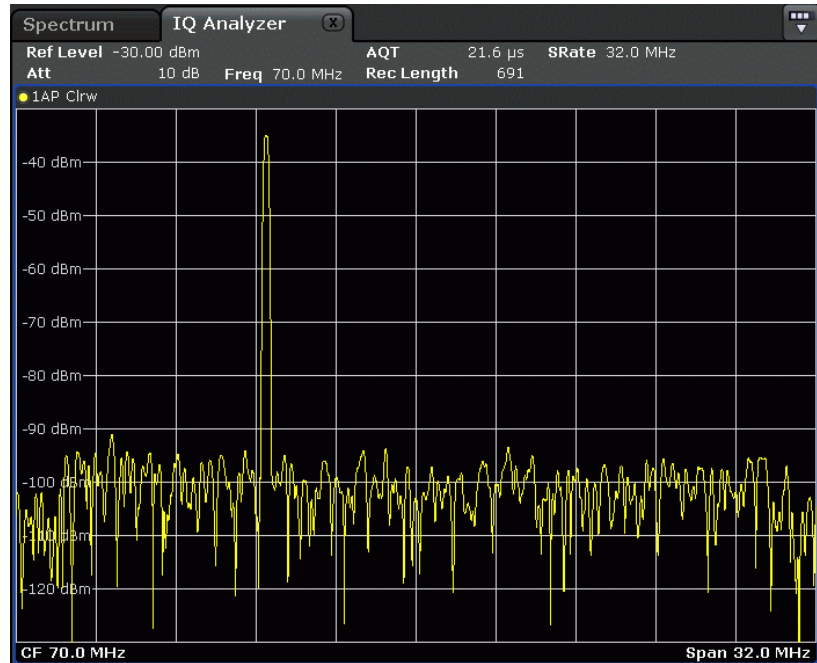 Spectrum IQ Analyzer X
Ref Level -30.00 dBm AQT 21.6 µs SRate 32.0 MHz
Att 10 dB Freq 70.0 MHz Rec Length 691
1AP Clrw
-40 dBm
-50 dBm
-60 dBm
-70 dBm
-80 dBm
-90 dBm
-100 dBm
-110 dBm
-120 dBm
CF 70.0 MHz Span 32.0 MHz